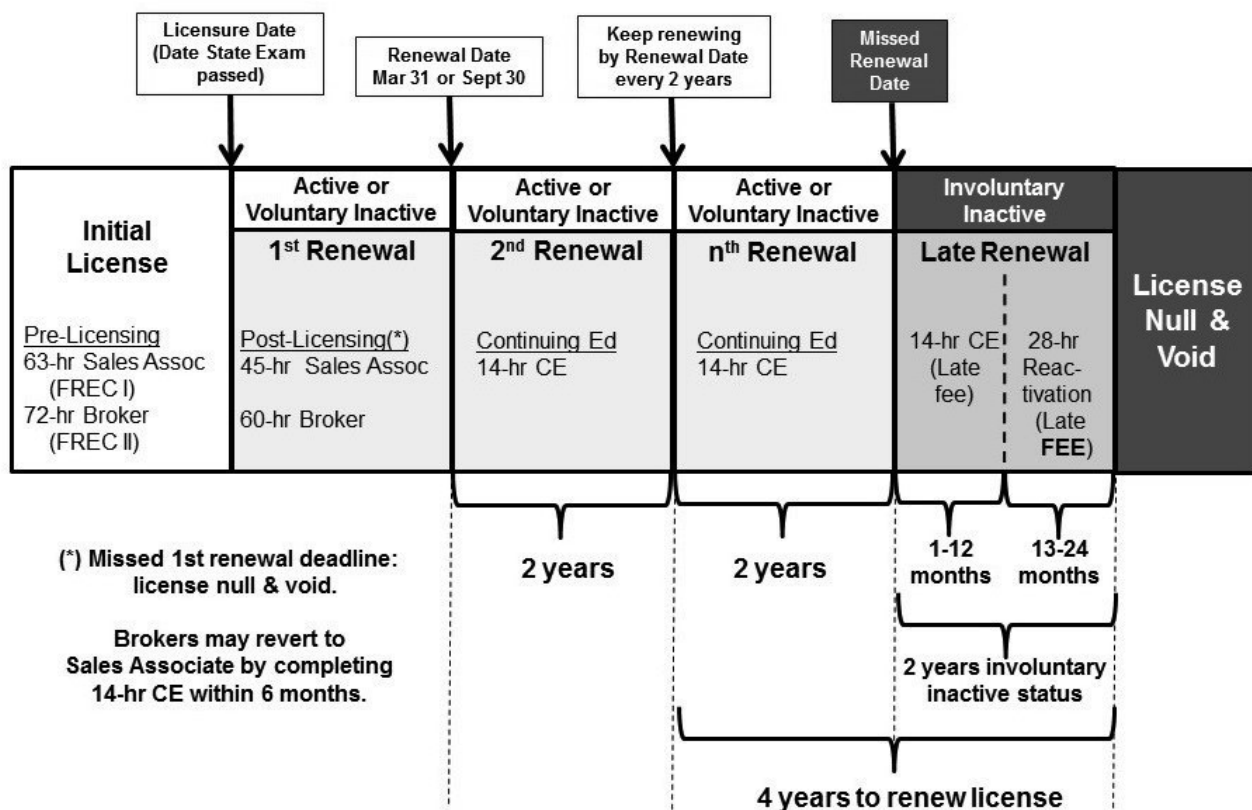 Licensure Date
(Date State Exam
passed)
Renewal Date
Mar 31 or Sept 30
Keep renewing
by Renewal Date
every 2 years
Missed
Renewal
Date
Initial
License
Pre-Licensing
63-hr Sales Assoc
(FREC I)
72-hr Broker
(FREC II)
Active or
Voluntary Inactive
1st Renewal
Post-Licensing(*)
45-hr Sales Assoc
60-hr Broker
Active or
Voluntary Inactive
2nd Renewal
Continuing Ed
14-hr CE
Active or
Voluntary Inactive
nth Renewal
Continuing Ed
14-hr CE
Involuntary
Inactive
Late Renewal
14-hr CE
(Late
fee)
28-hr
Reac-
tivation
(Late
FEE)
License
Null &
Void
(*) Missed 1st renewal deadline:
license null & void.
Brokers may revert to
Sales Associate by completing
14-hr CE within 6 months.
2 years
2 years
1-12
months
13-24
months
2 years involuntary
inactive status
4 years to renew license